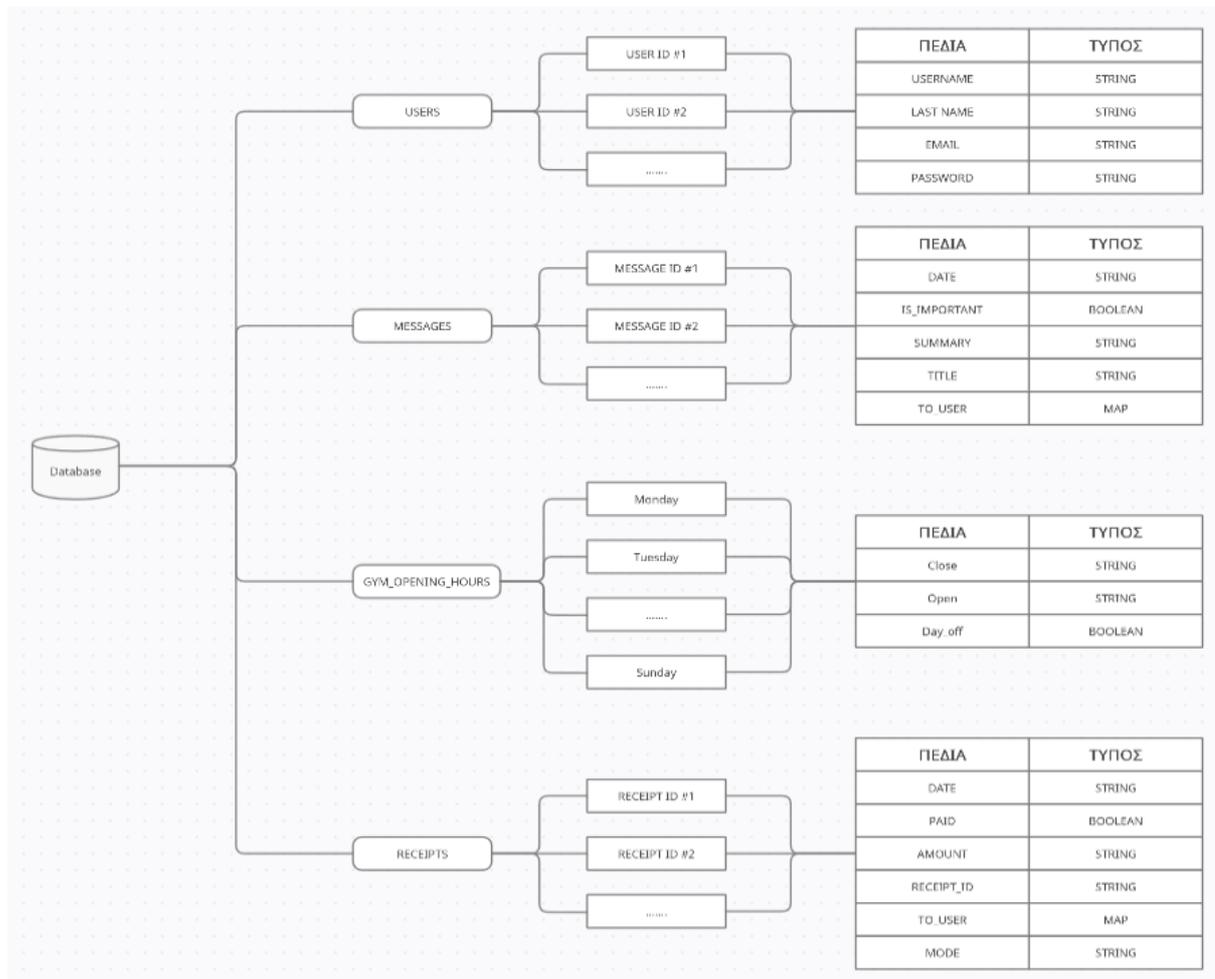 Database
USERS
USER ID #1
USER ID #2
.......
ΠΕΔΙΑ ΤΥΠΟΣ
USERNAME STRING
LAST NAME STRING
EMAIL STRING
PASSWORD STRING
MESSAGES
MESSAGE ID #1
MESSAGE ID #2
.......
ΠΕΔΙΑ ΤΥΠΟΣ
DATE STRING
IS_IMPORTANT BOOLEAN
SUMMARY STRING
TITLE STRING
TO_USER MAP
GYM_OPENING_HOURS
Monday
Tuesday
.......
Sunday
ΠΕΔΙΑ ΤΥΠΟΣ
Close STRING
Open STRING
Day_off BOOLEAN
RECEIPTS
RECEIPT ID #1
RECEIPT ID #2
.......
ΠΕΔΙΑ ΤΥΠΟΣ
DATE STRING
PAID BOOLEAN
AMOUNT STRING
RECEIPT_ID STRING
TO_USER MAP
MODE STRING